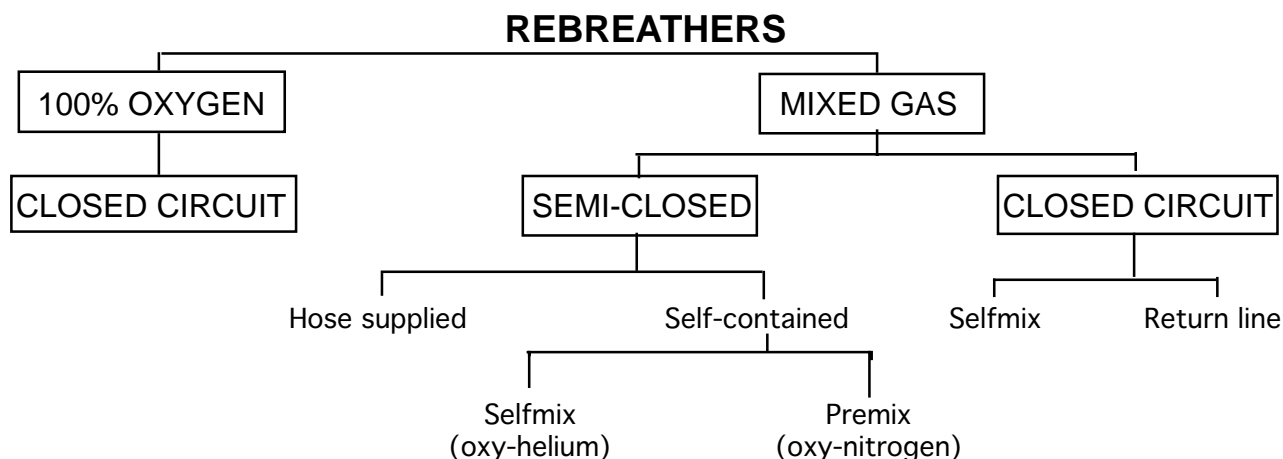 REBREATHERS
100% OXYGEN
MIXED GAS
CLOSED CIRCUIT
SEMI-CLOSED
CLOSED CIRCUIT
Hose supplied
Self-contained
Selfmix
Return line
Selfmix
(oxy-helium)
Premix
(oxy-nitrogen)